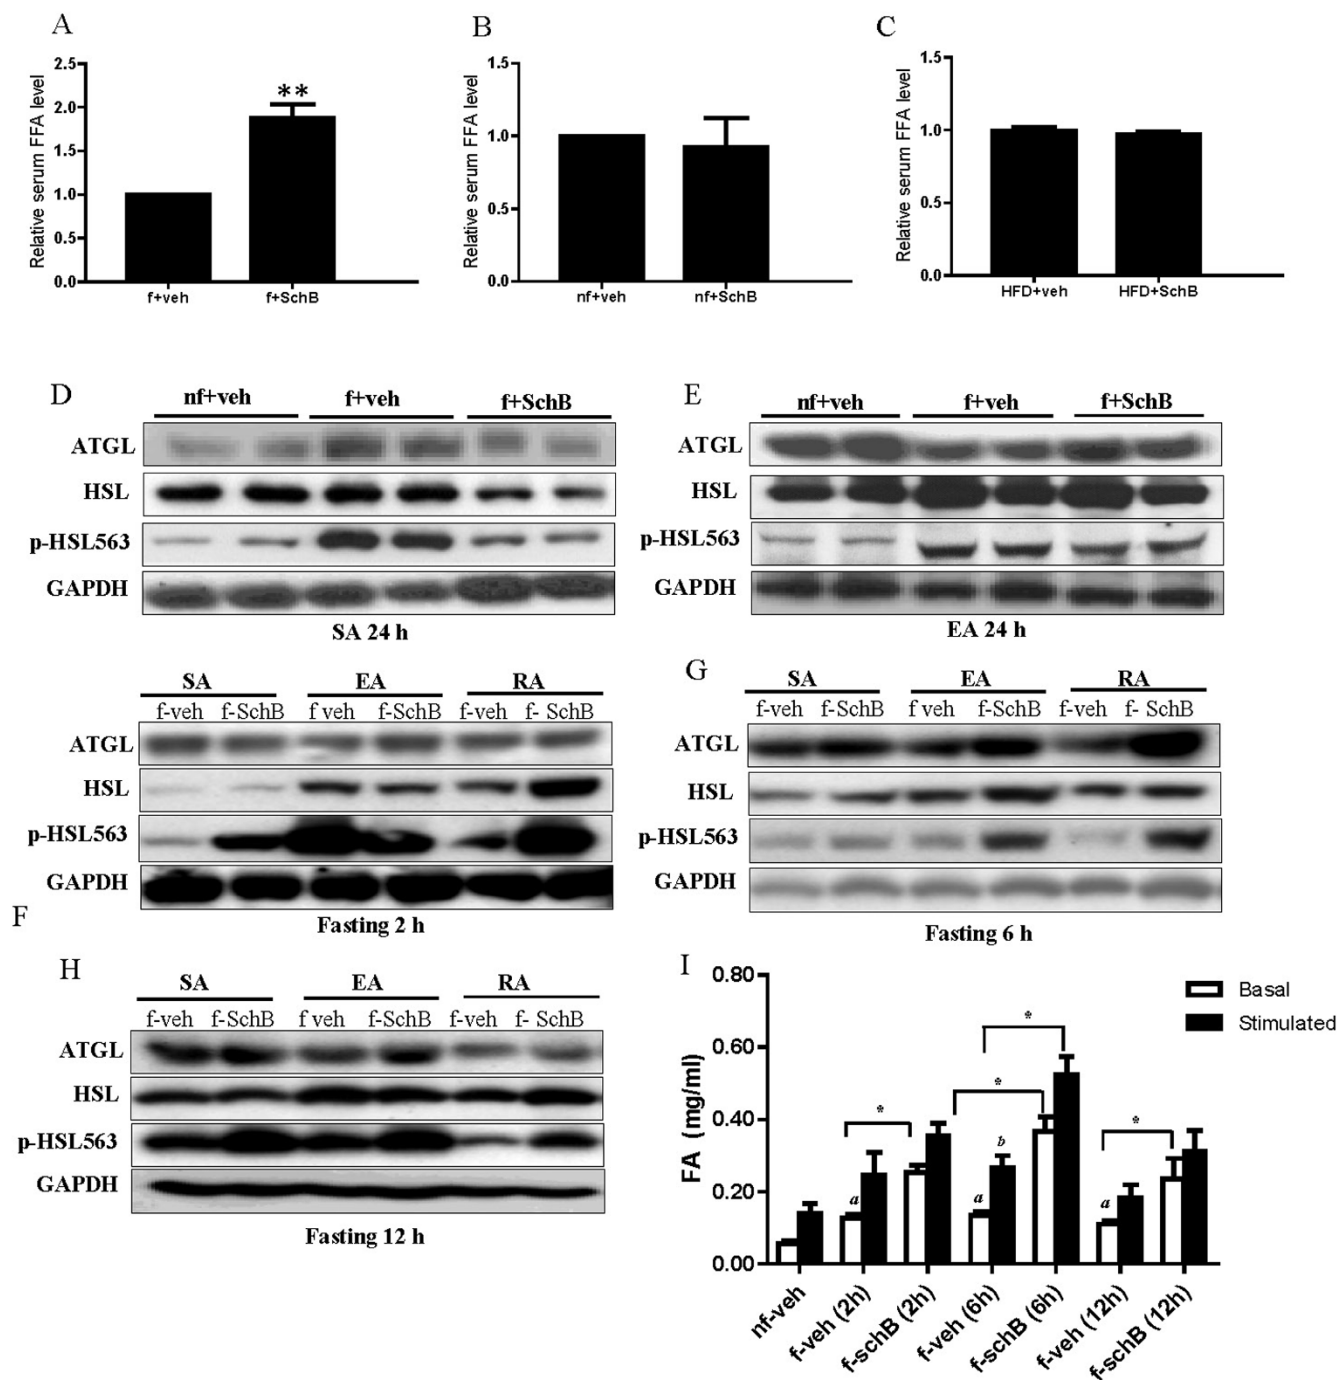 A
Relative serum FFA level
2.5
2.0
1.5
1.0
0.5
0.0
**
f+veh f+SchB
B
Relative serum FFA level
1.5
1.0
0.5
0.0
nf+veh nf+SchB
C
Relative serum FFA level
1.5
1.0
0.5
0.0
HFD+veh HFD+SchB
D
nf+veh f+veh f+SchB
ATGL
HSL
p-HSL563
GAPDH
SA 24 h
E
nf+veh f+veh f+SchB
ATGL
HSL
p-HSL563
GAPDH
EA 24 h
SA EA RA
f-veh f-SchB f veh f-SchB f-veh f- SchB
ATGL
HSL
p-HSL563
GAPDH
F
Fasting 2 h
G
SA EA RA
f-veh f-SchB f veh f-SchB f-veh f- SchB
ATGL
HSL
p-HSL563
GAPDH
Fasting 6 h
H
SA EA RA
f-veh f-SchB f veh f-SchB f-veh f- SchB
ATGL
HSL
p-HSL563
GAPDH
Fasting 12 h
I
FA (mg/ml)
0.80
0.60
0.40
0.20
0.00
Basal
Stimulated
*
*
*
*
a
a
b
a
nf-veh
f-veh (2h)
f-schB (2h)
f-veh (6h)
f-schB (6h)
f-veh (12h)
f-schB (12h)